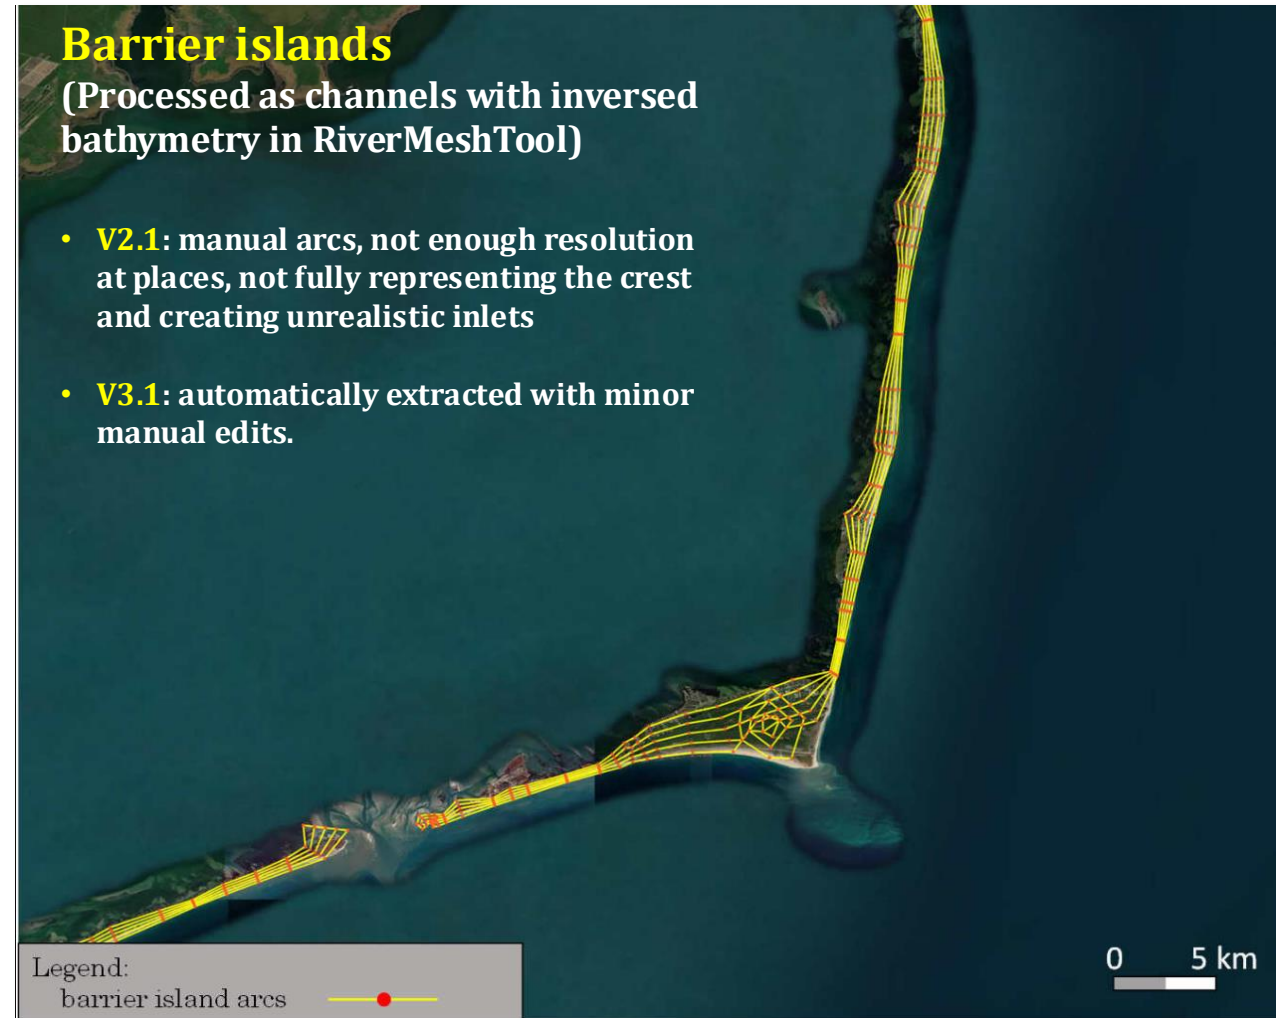 Barrier islands
(Processed as channels with inversed
bathymetry in RiverMeshTool)
• V2.1: manual arcs, not enough resolution
at places, not fully representing the crest
and creating unrealistic inlets
• V3.1: automatically extracted with minor
manual edits.
Legend:
barrier island arcs
0 5 km